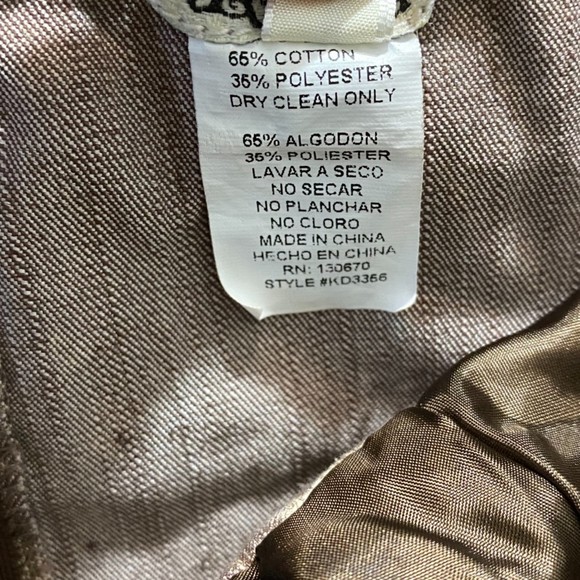 65% COTTON
35% POLYESTER
DRY CLEAN ONLY
65% ALGODON
35% POLIESTER
LAVAR A SECO
NO SECAR
NO PLANCHAR
NO CLORO
MADE IN CHINA
HECHO EN CHINA
RN: 130670
STYLE #KD3356